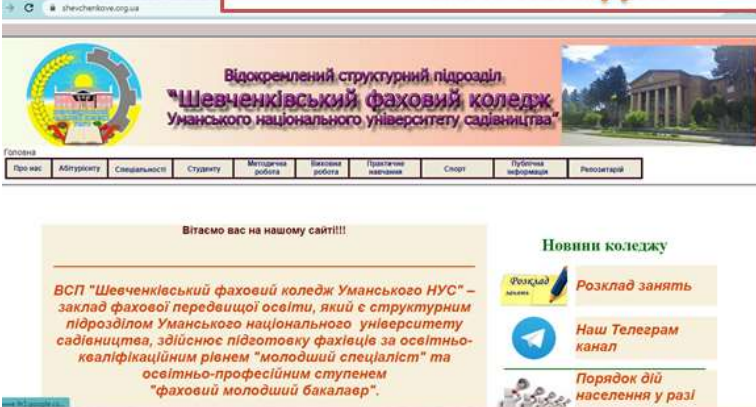 shevchenkove.org.ua
Відокремлений структурний підрозділ
"Шевченківський фаховий коледж
Уманського національного університету садівництва"
Головна
Про нас
Абітурієнту
Спеціальності
Студенту
Методична робота
Виховна робота
Практичне навчання
Спорт
Публічна інформація
Репозитарій
Вітаємо вас на нашому сайті!!!
ВСП "Шевченківський фаховий коледж Уманського НУС" –
заклад фахової передвищої освіти, який є структурним
підрозділом Уманського національного університету
садівництва, здійснює підготовку фахівців за освітньо-
кваліфікаційним рівнем "молодший спеціаліст" та
освітньо-професійним ступенем
"фаховий молодший бакалавр".
Новини коледжу
Розклад
занять
Розклад занять
Наш Телеграм
канал
Порядок дій
населення у разі